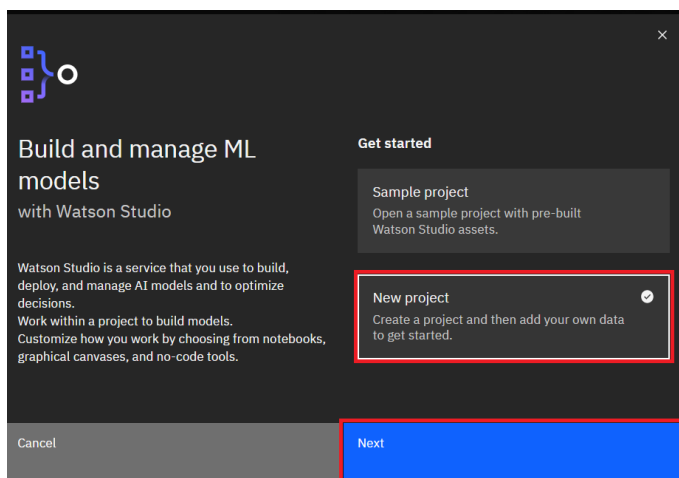 Build and manage ML
models
with Watson Studio
Watson Studio is a service that you use to build,
deploy, and manage AI models and to optimize
decisions.
Work within a project to build models.
Customize how you work by choosing from notebooks,
graphical canvases, and no-code tools.
Get started
Sample project
Open a sample project with pre-built
Watson Studio assets.
New project
Create a project and then add your own data
to get started.
Cancel
Next